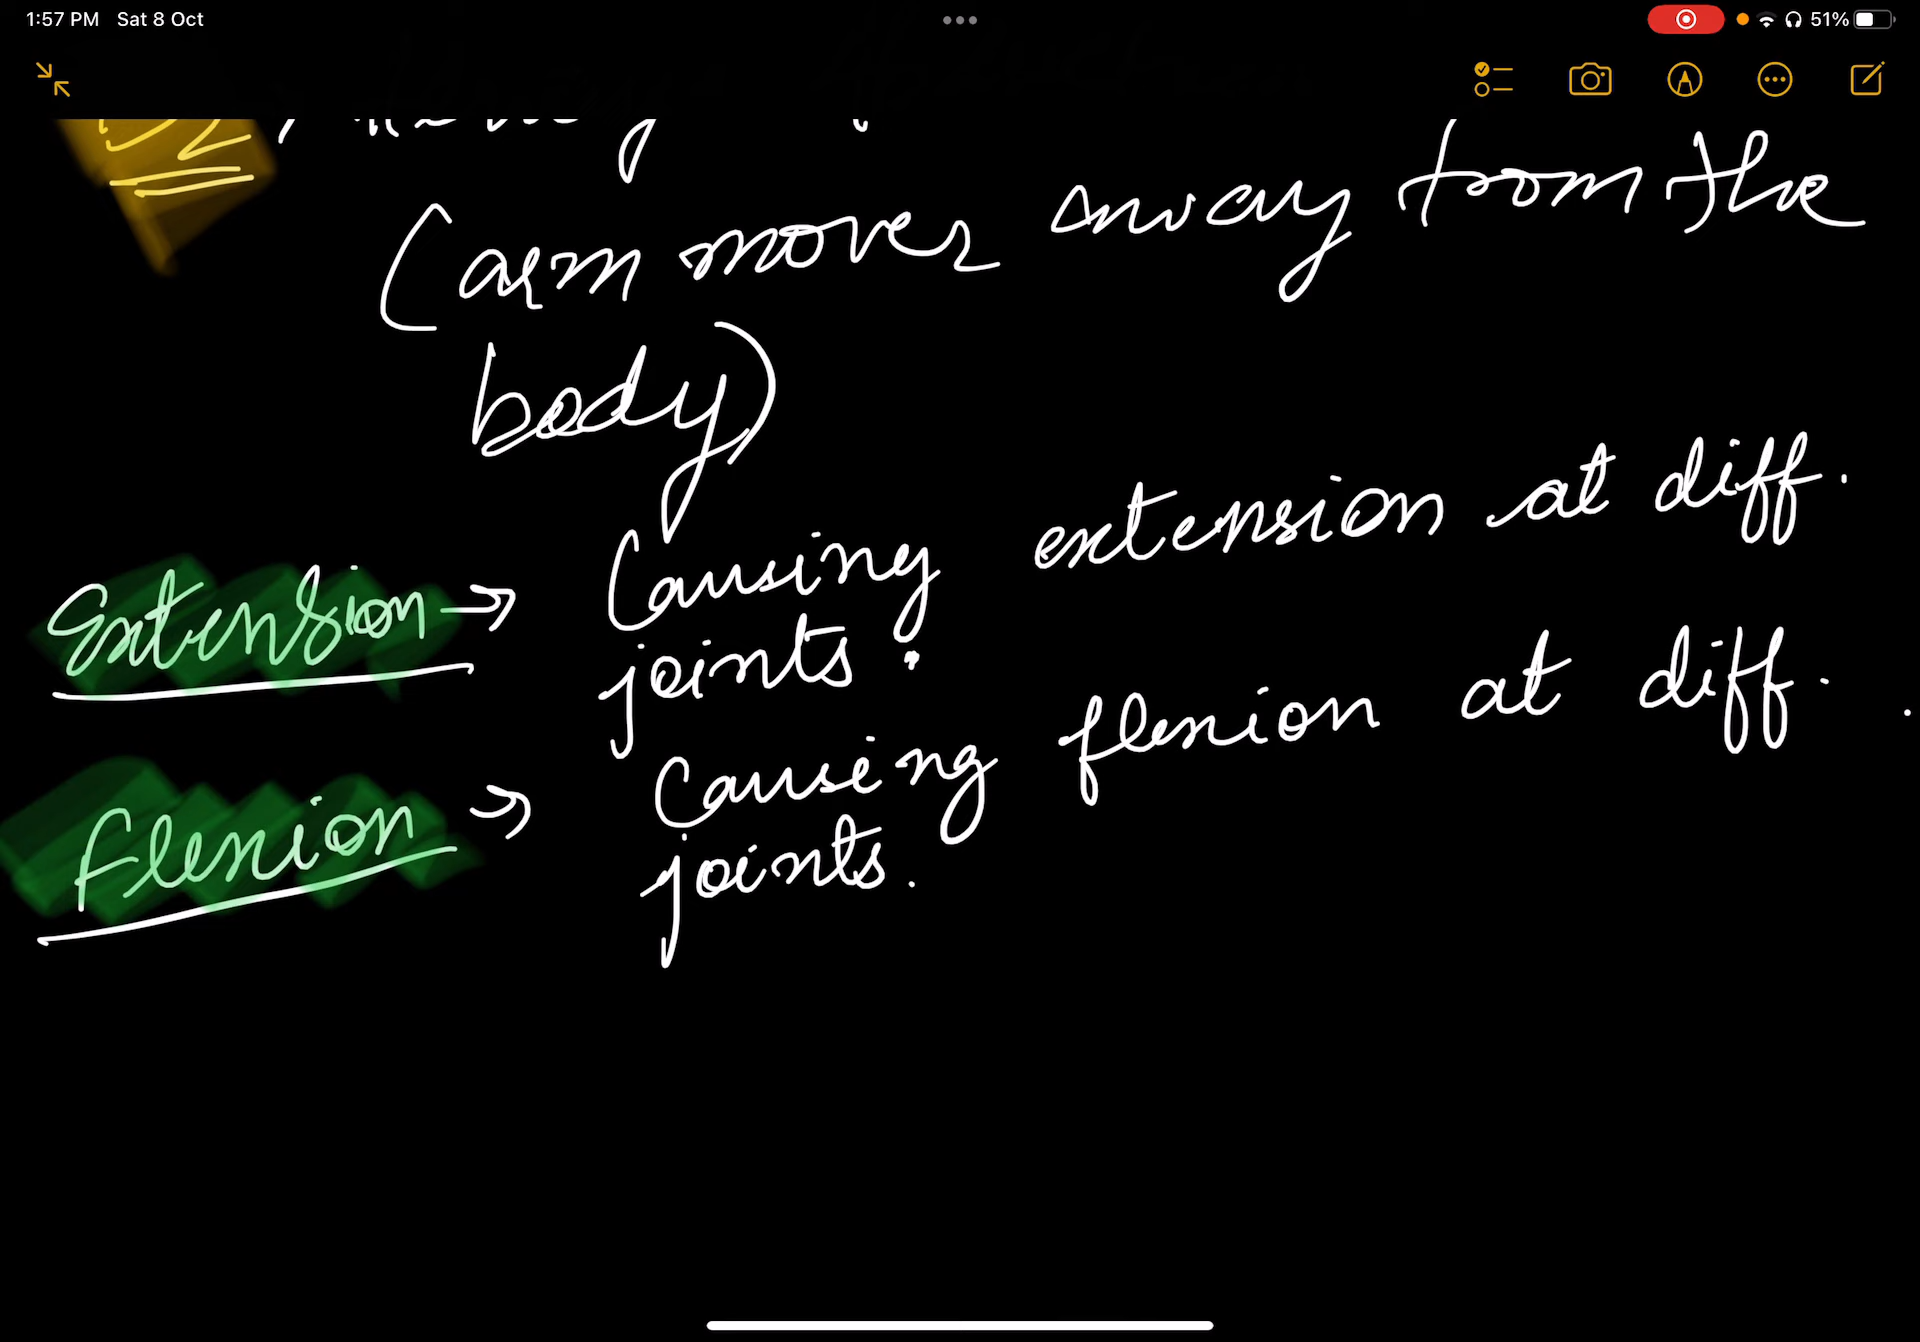 1:57 PM Sat 8 Oct
51%
D2
(arm moves away from the
body)
Extension → Causing extension at diff.
joints.
flexion → Causing flexion at diff.
joints.